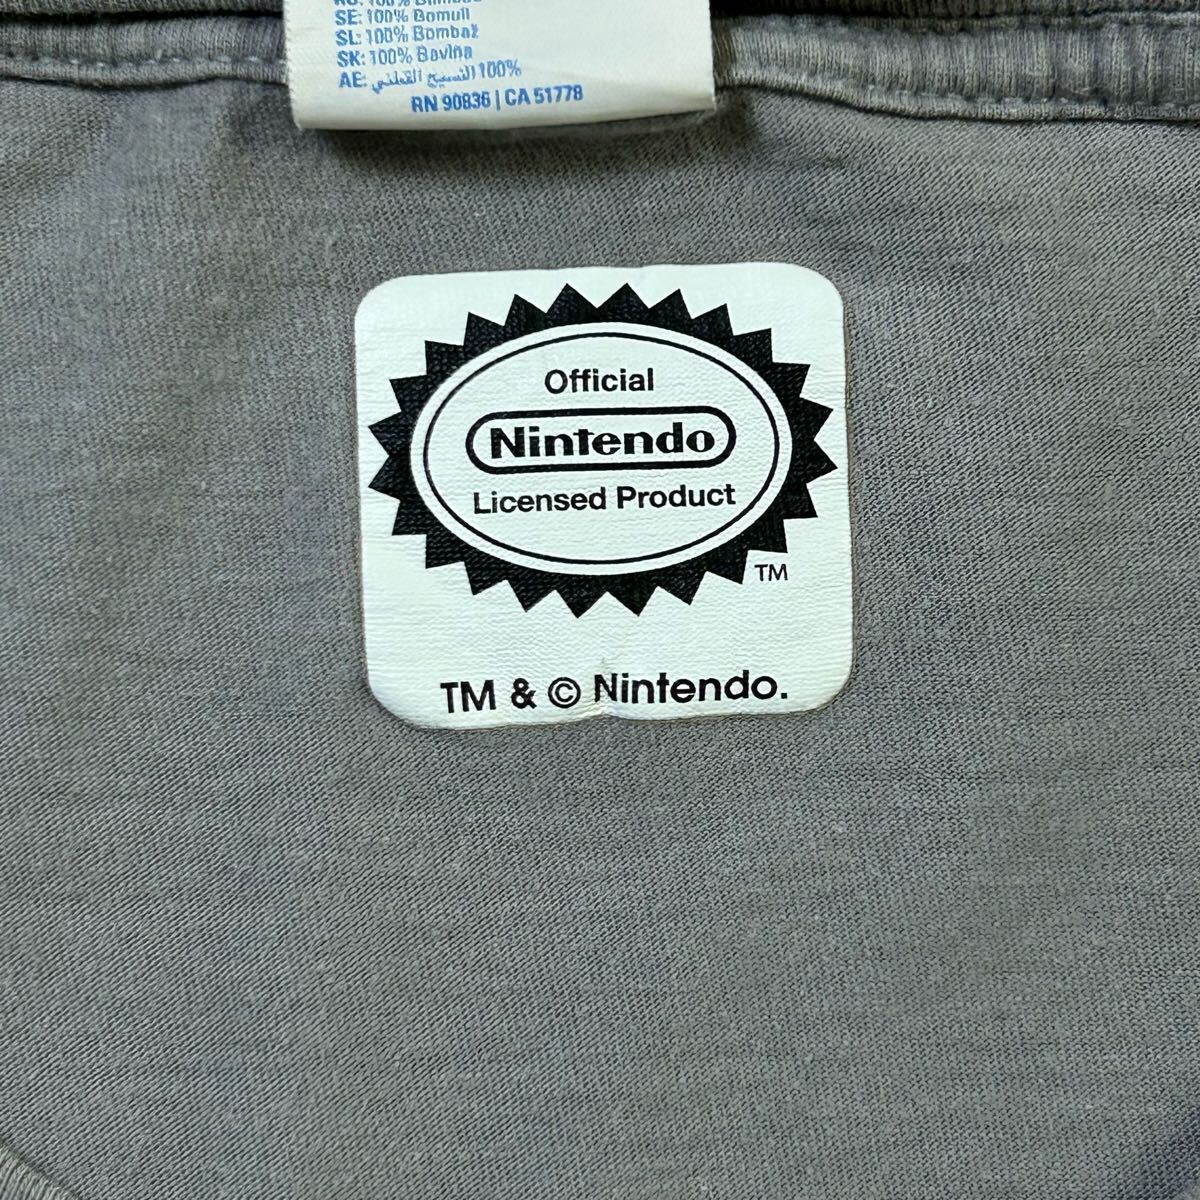 SE: 100% Bomull
SL: 100% Bombaž
SK: 100% Bavlna
AE: 100% النسيج القطني
RN 90836 | CA 51778
Official
Nintendo
Licensed Product
TM
TM & © Nintendo.